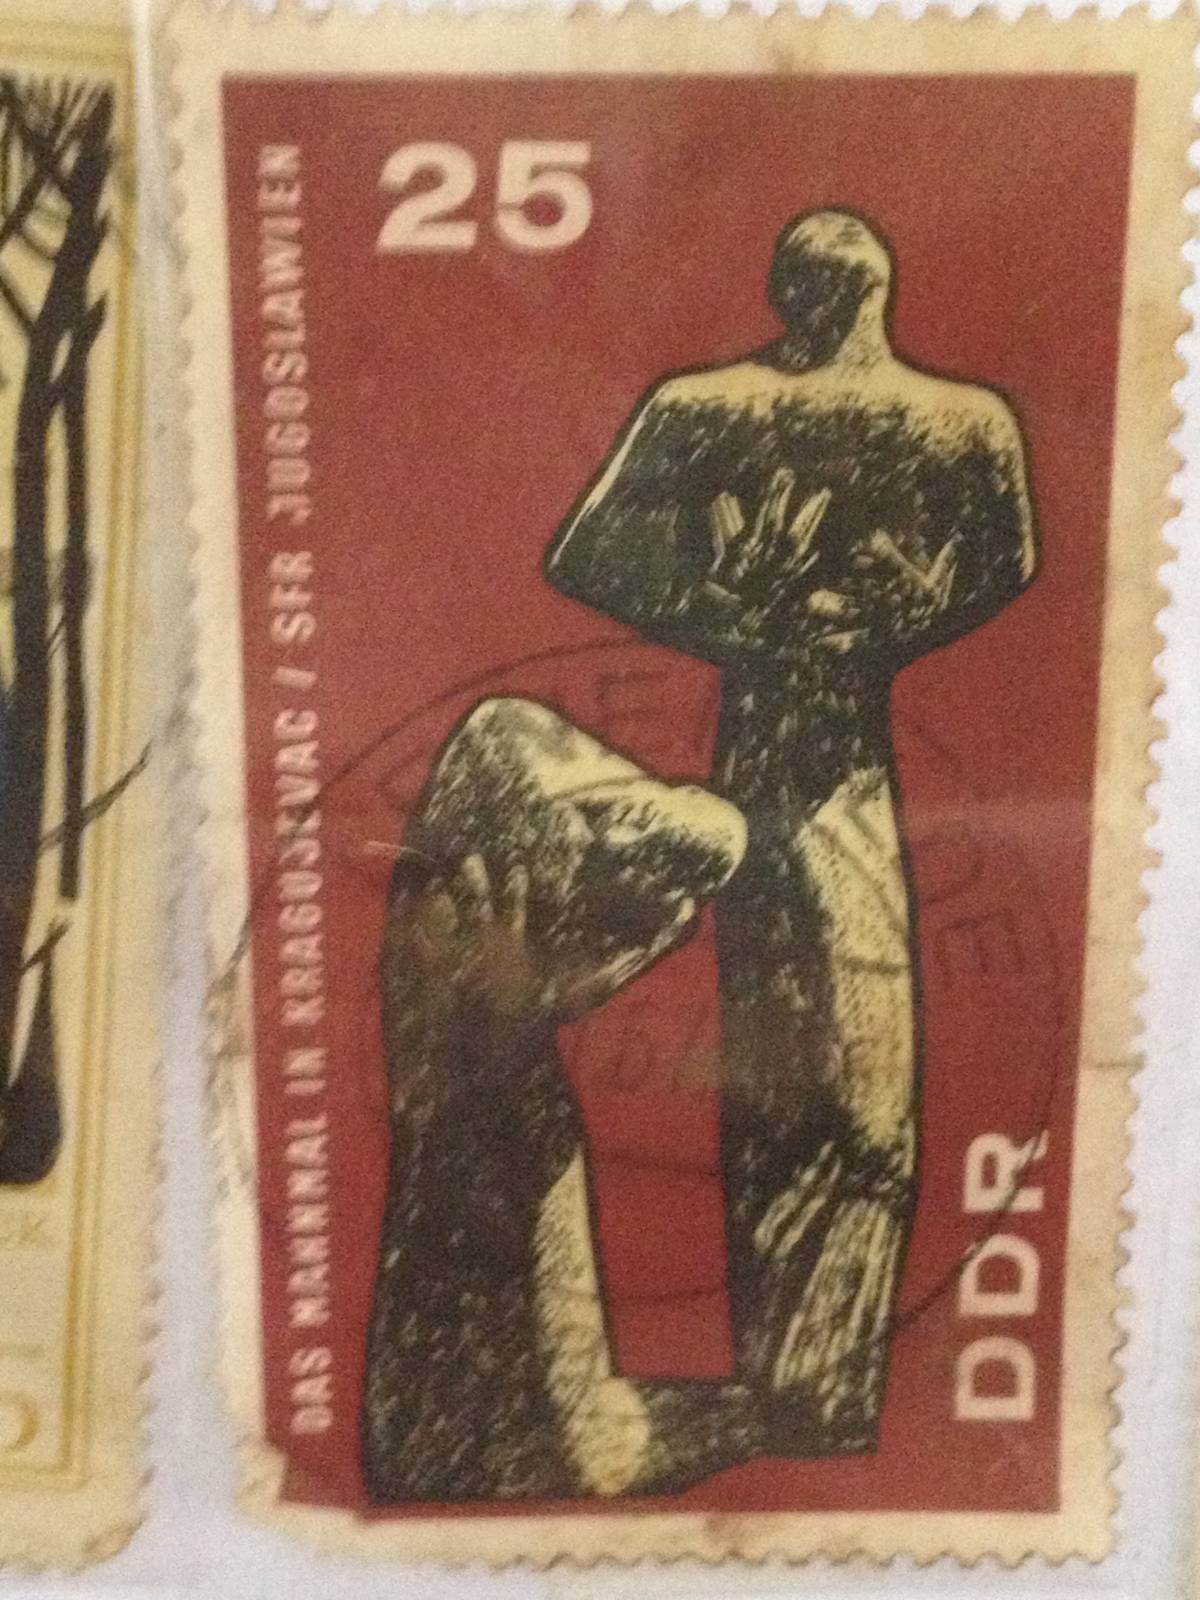 25
DAS MAHNMAL IN KRAGUJEVAC / SFR JUGOSLAWIEN
DDR